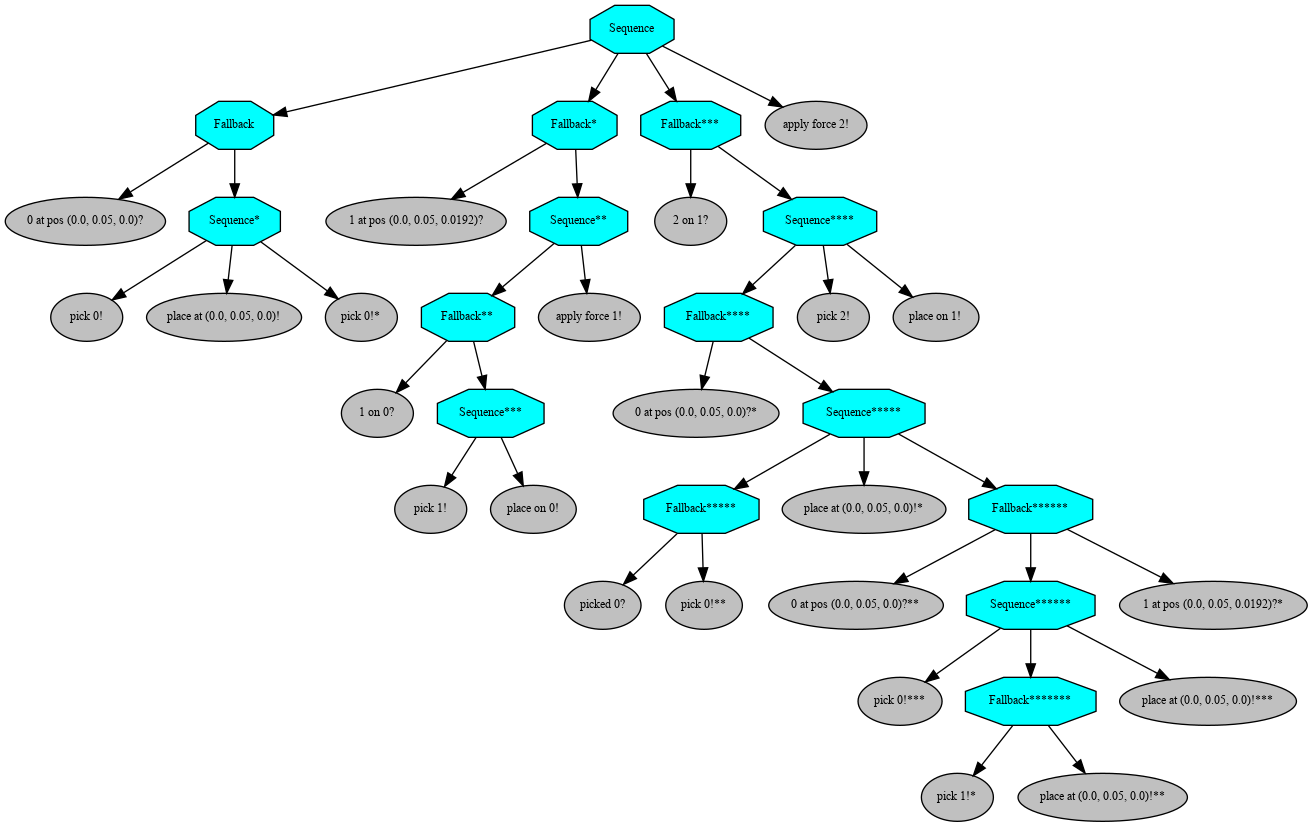 Sequence
Fallback
Fallback*
Fallback***
apply force 2!
0 at pos (0.0, 0.05, 0.0)?
Sequence*
1 at pos (0.0, 0.05, 0.0192)?
Sequence**
2 on 1?
Sequence****
pick 0!
place at (0.0, 0.05, 0.0)!
pick 0!*
Fallback**
apply force 1!
Fallback****
pick 2!
place on 1!
1 on 0?
Sequence***
0 at pos (0.0, 0.05, 0.0)?*
Sequence*****
pick 1!
place on 0!
Fallback*****
place at (0.0, 0.05, 0.0)!*
Fallback******
picked 0?
pick 0!**
0 at pos (0.0, 0.05, 0.0)?**
Sequence******
1 at pos (0.0, 0.05, 0.0192)?*
pick 0!***
Fallback*******
place at (0.0, 0.05, 0.0)!***
pick 1!*
place at (0.0, 0.05, 0.0)!**